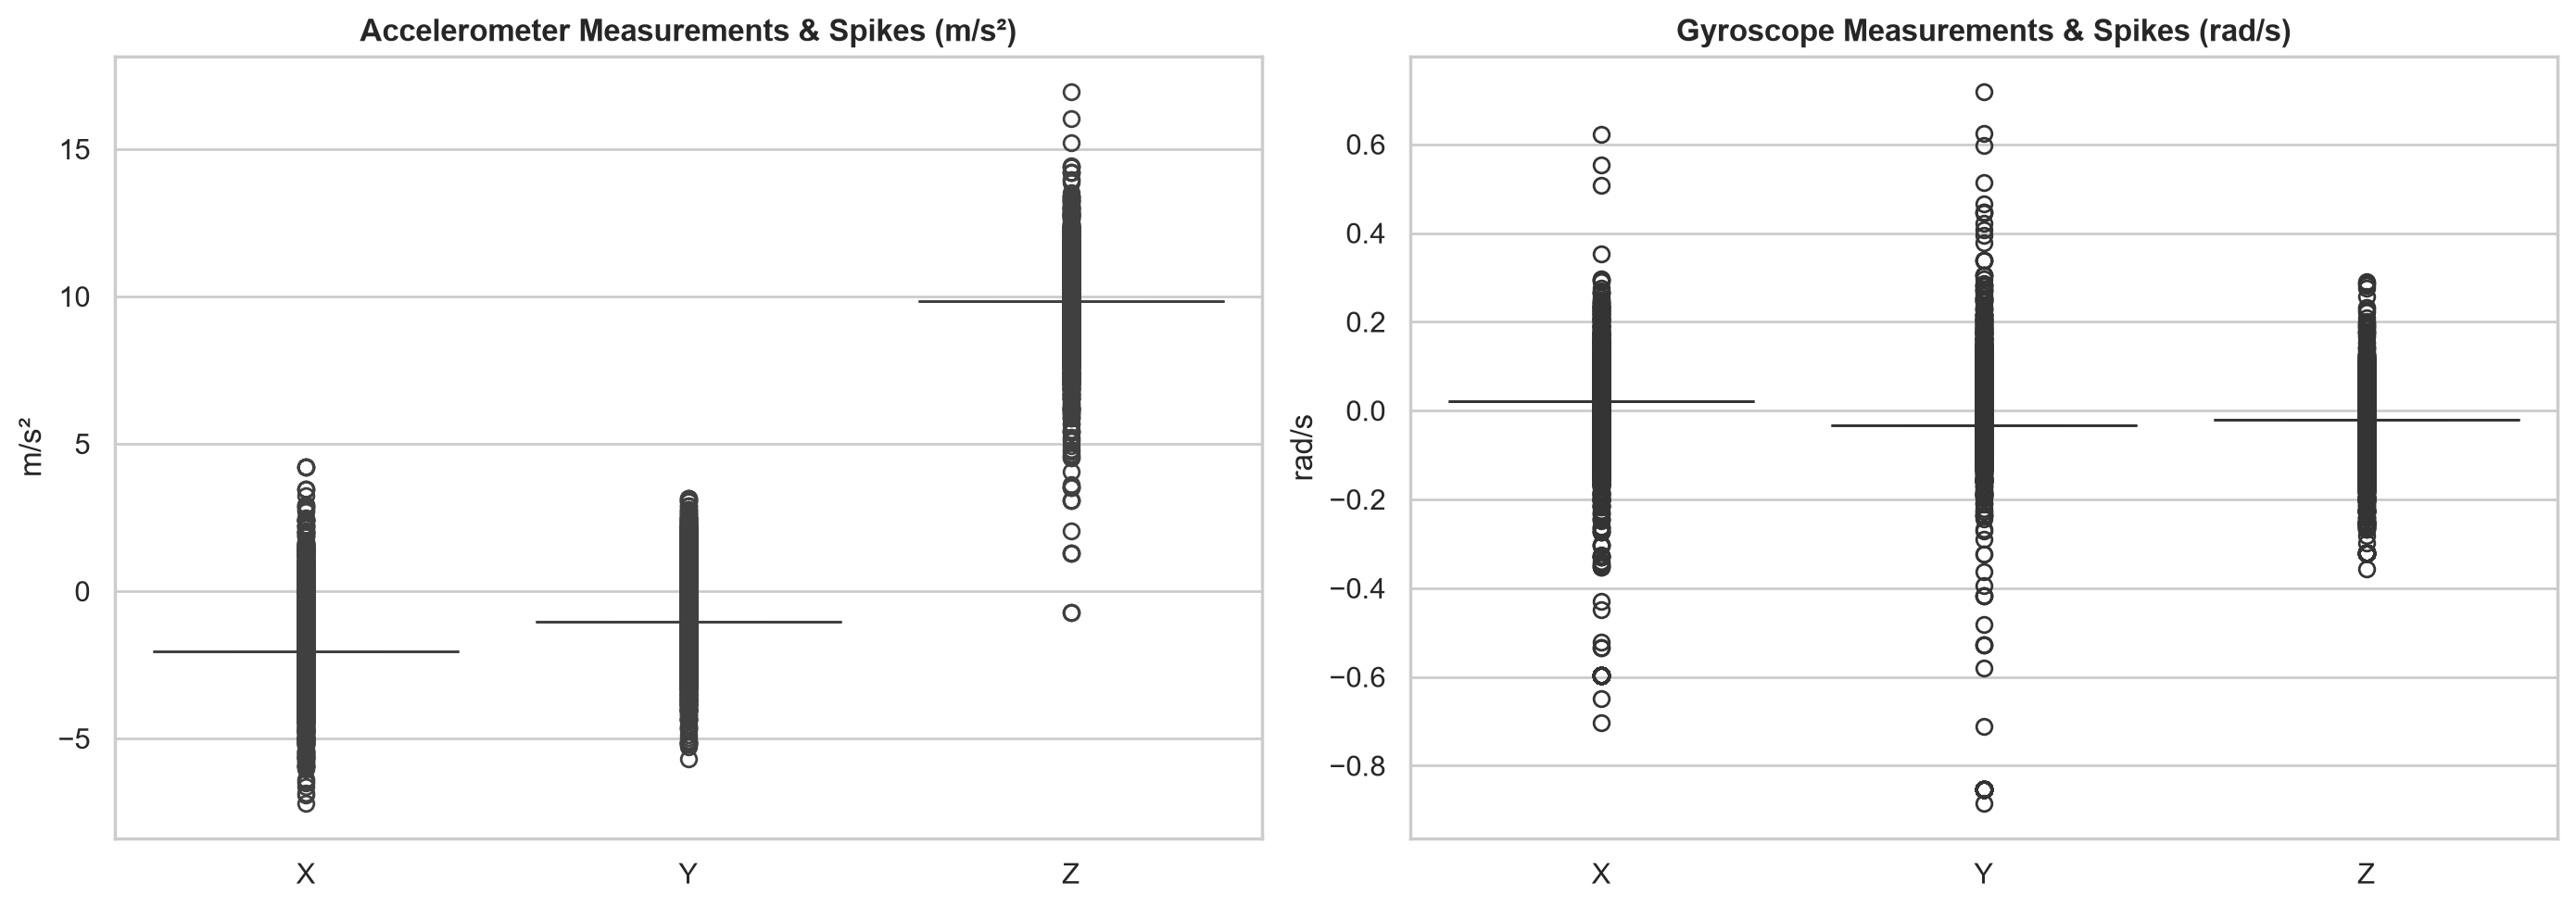 Accelerometer Measurements & Spikes (m/s²)
m/s²
15
10
5
0
−5
X Y Z
Gyroscope Measurements & Spikes (rad/s)
rad/s
0.6
0.4
0.2
0.0
−0.2
−0.4
−0.6
−0.8
X Y Z